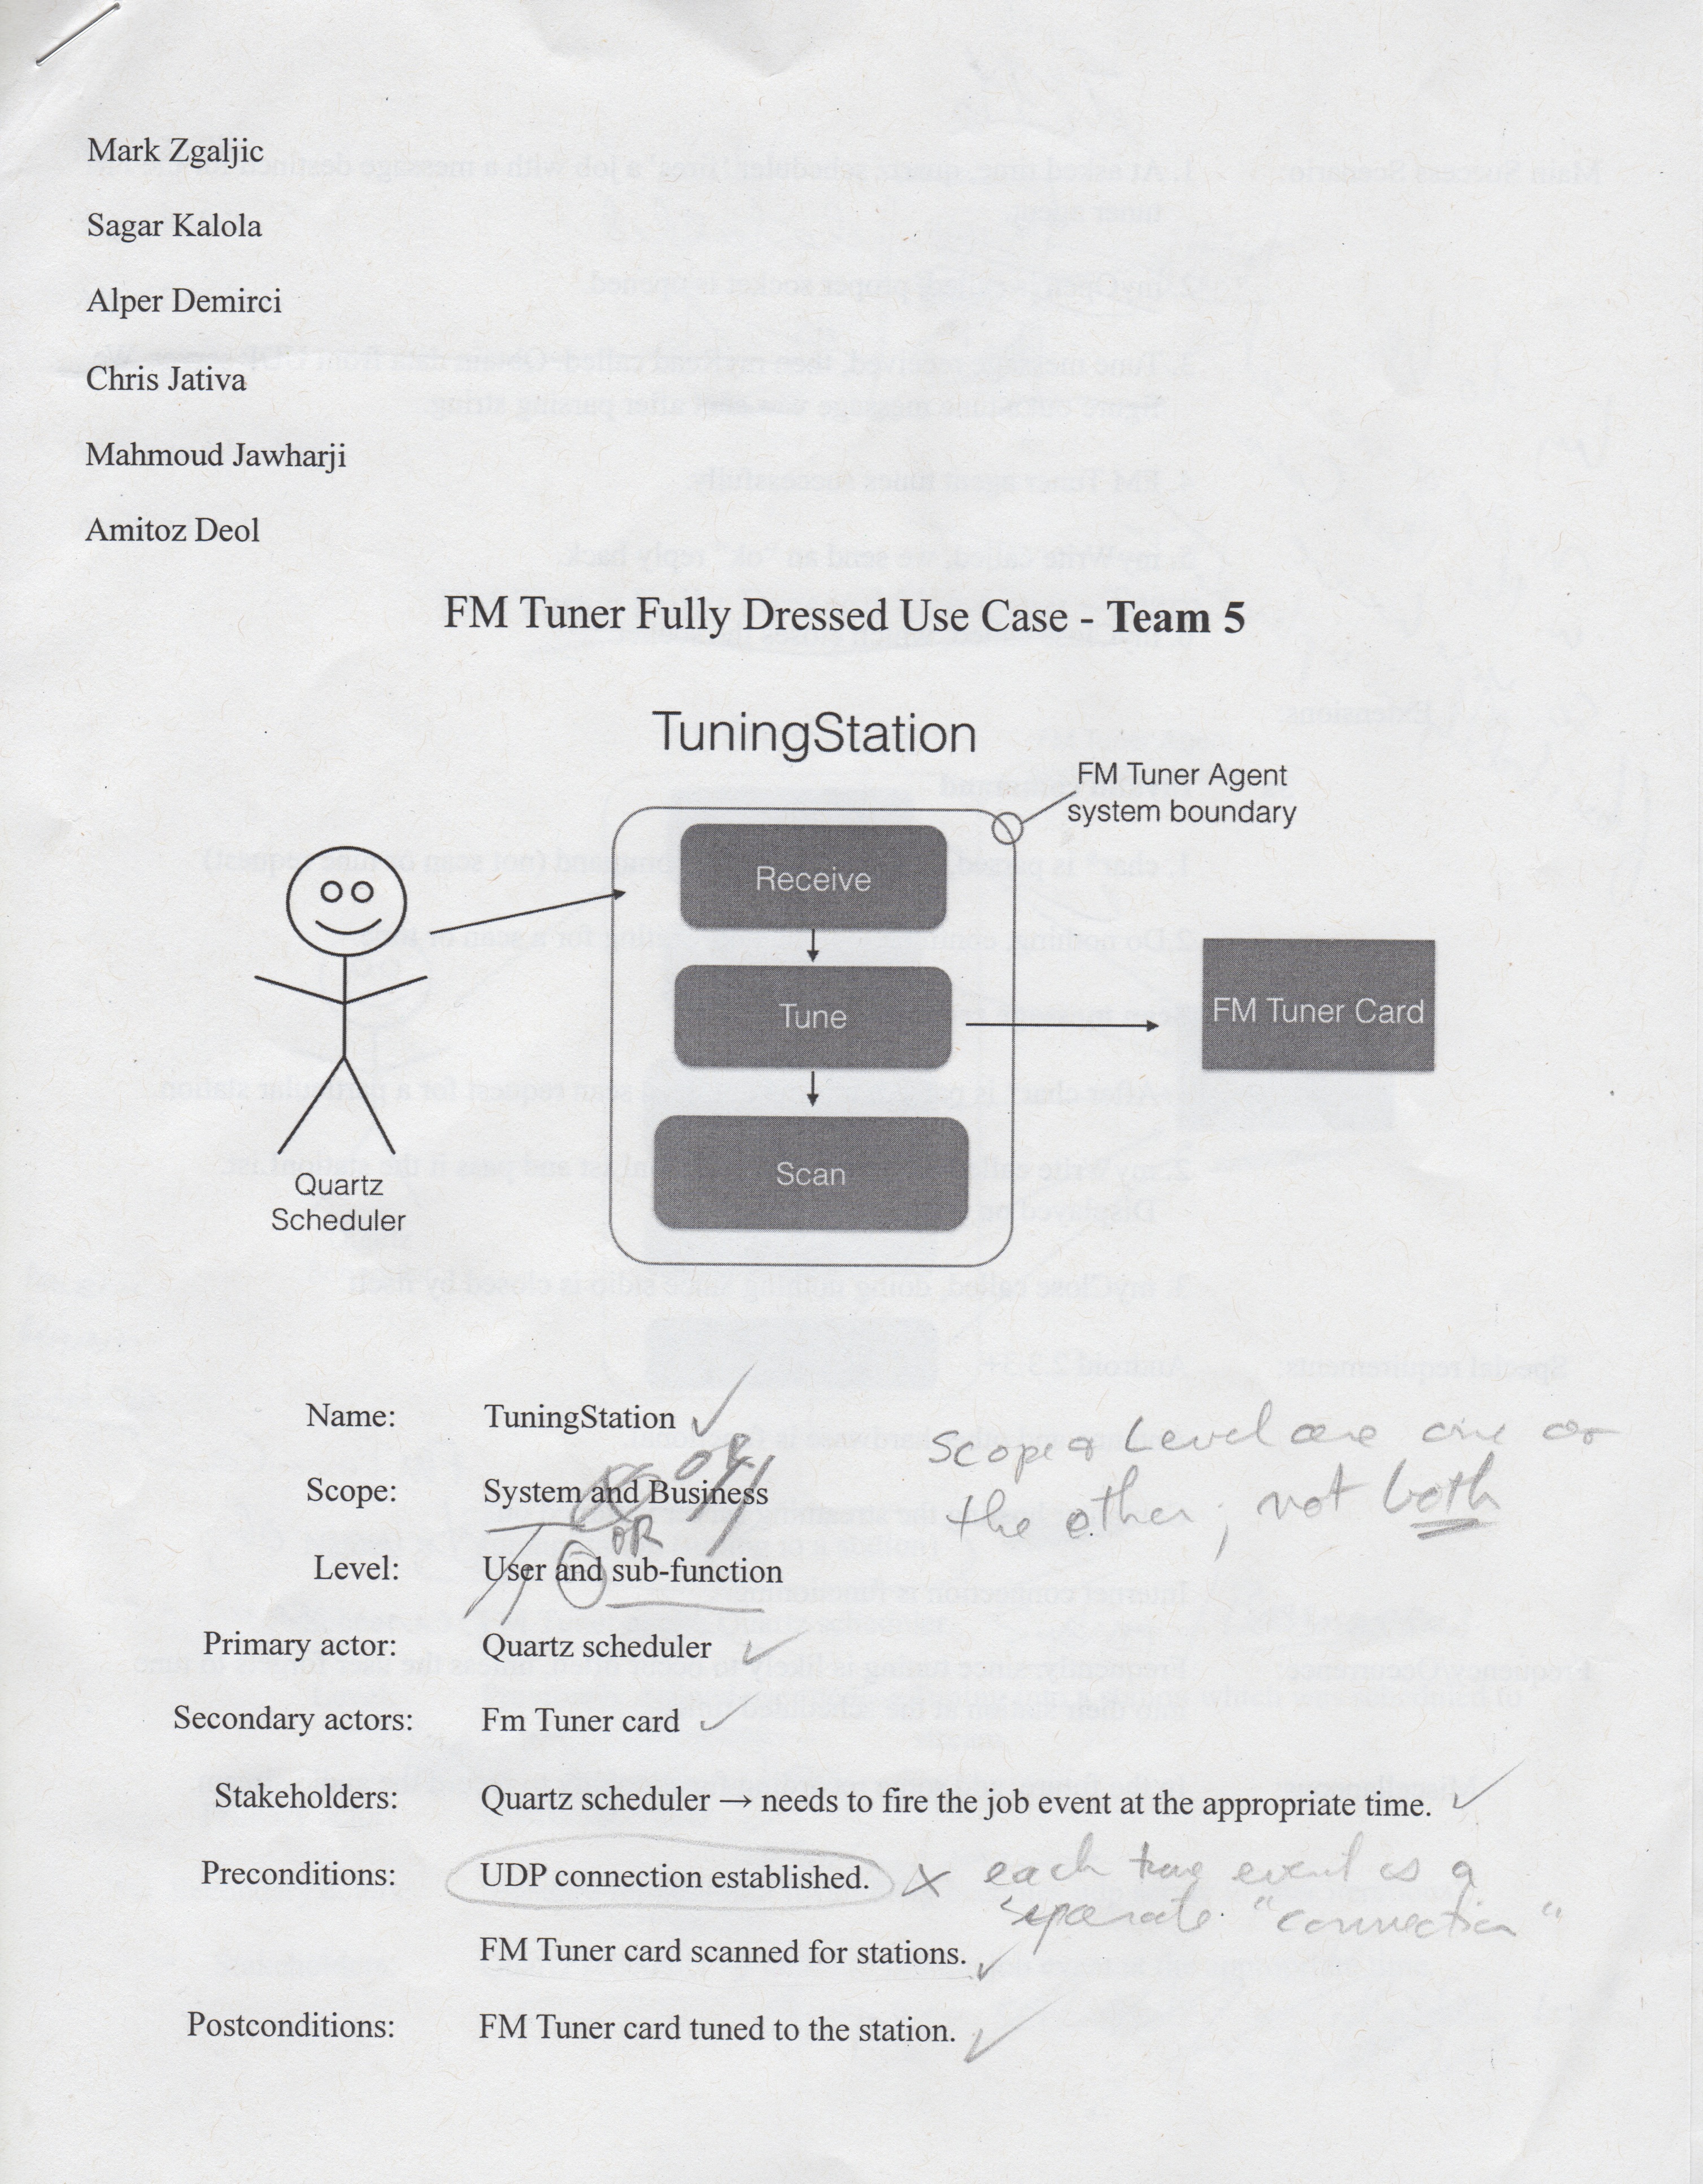 Mark Zgaljic
Sagar Kalola
Alper Demirci
Chris Jativa
Mahmoud Jawharji
Amitoz Deol
FM Tuner Fully Dressed Use Case - Team 5
TuningStation
FM Tuner Agent
system boundary
Receive
Tune
FM Tuner Card
Scan
Quartz
Scheduler
Name: TuningStation
OR
Scope: System and Business
Scope & Level are one or
the other; not both
OR
Level: User and sub-function
Primary actor: Quartz scheduler
Secondary actors: Fm Tuner card
Stakeholders: Quartz scheduler → needs to fire the job event at the appropriate time.
Preconditions: UDP connection established. X each tune event is a
separate "connection"
FM Tuner card scanned for stations.
Postconditions: FM Tuner card tuned to the station.